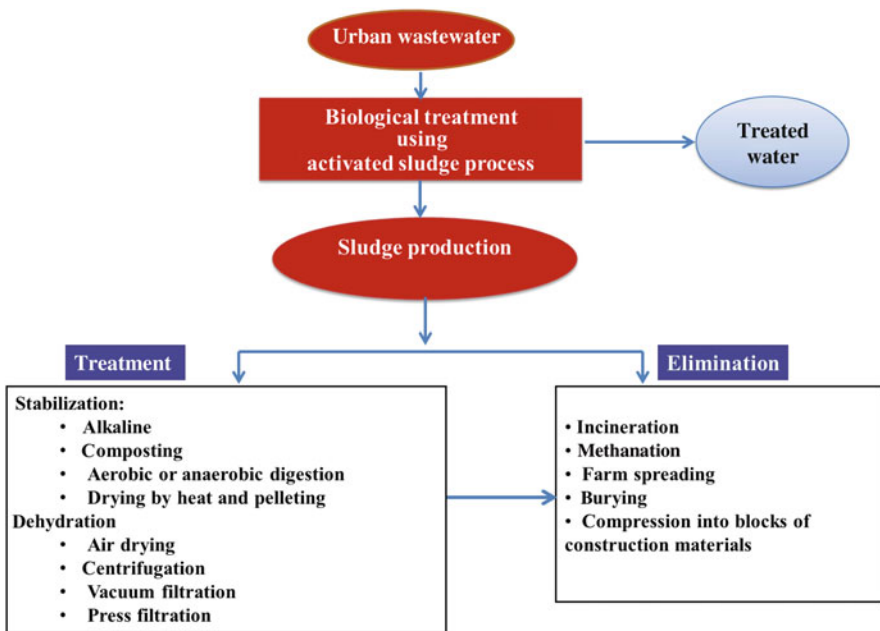 Urban wastewater
Biological treatment
using
activated sludge process
Treated
water
Sludge production
Treatment
Elimination
Stabilization:
• Alkaline
• Composting
• Aerobic or anaerobic digestion
• Drying by heat and pelleting
Dehydration
• Air drying
• Centrifugation
• Vacuum filtration
• Press filtration
• Incineration
• Methanation
• Farm spreading
• Burying
• Compression into blocks of
construction materials